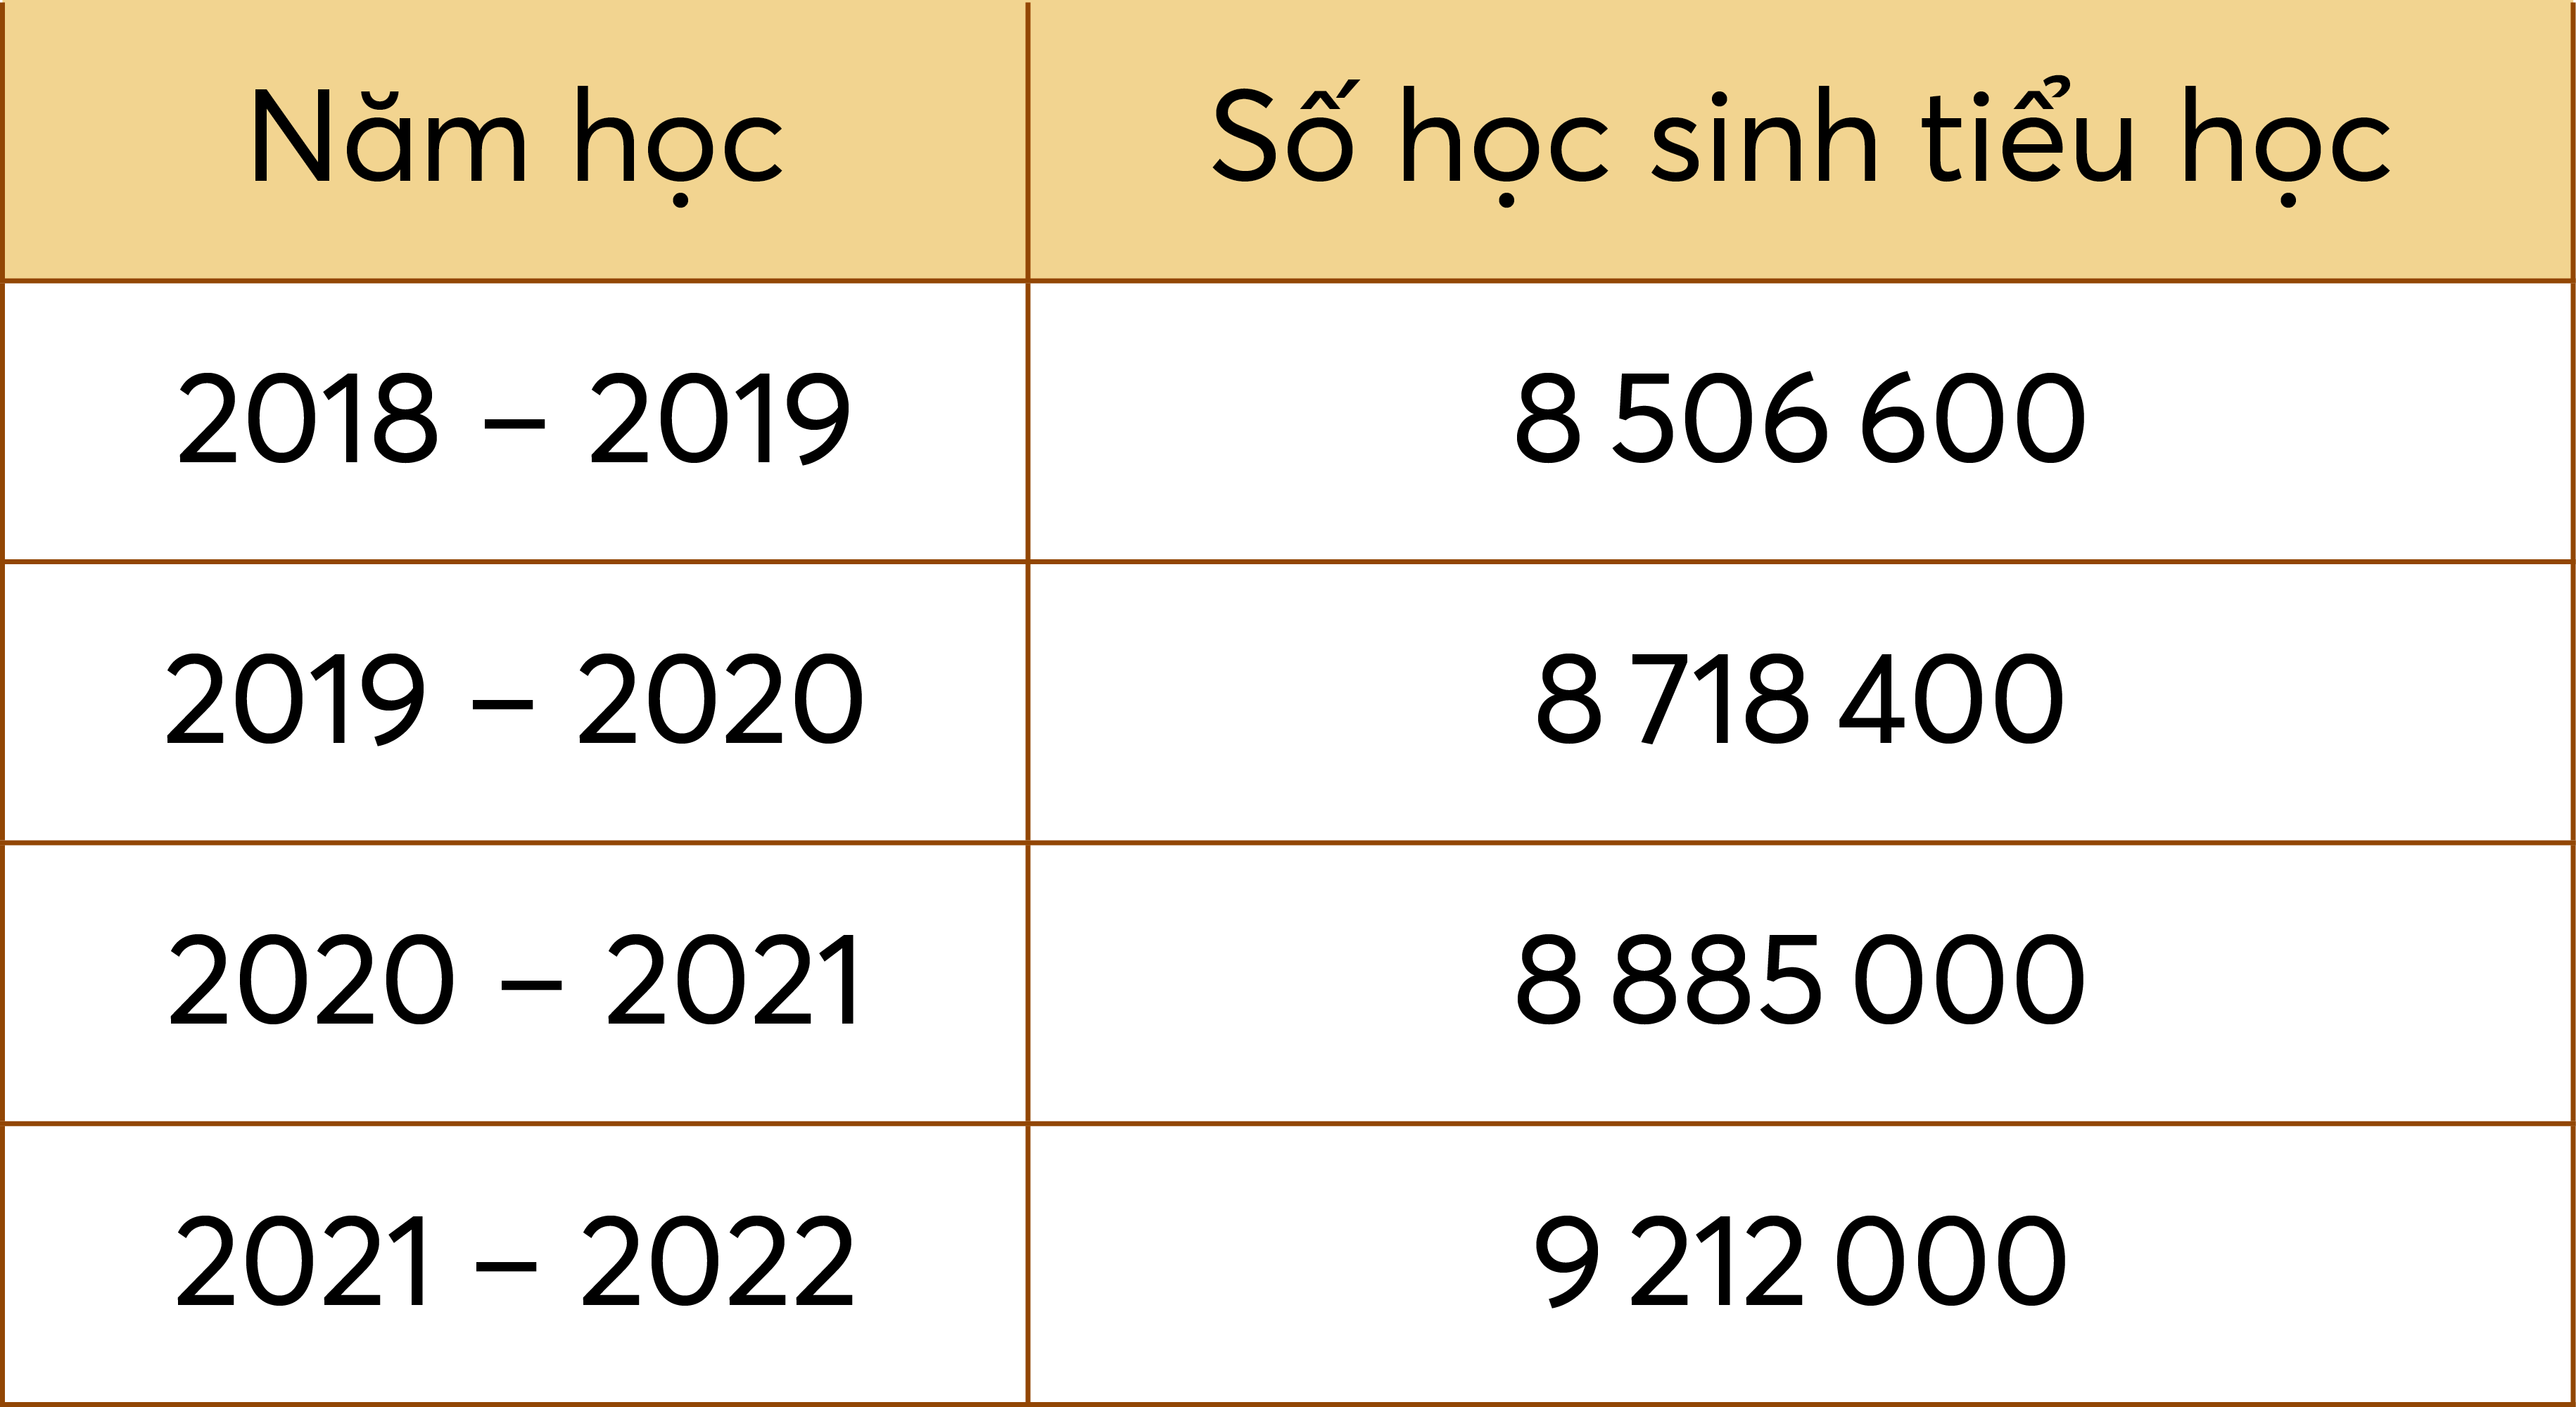 Năm học Số học sinh tiểu học
2018 – 2019 8 506 600
2019 – 2020 8 718 400
2020 – 2021 8 885 000
2021 – 2022 9 212 000